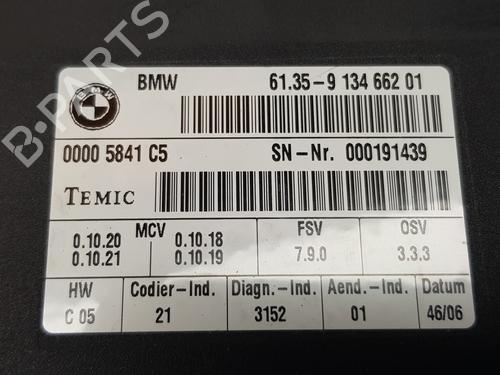 BMW
BMW 61.35-9 134 662 01
0000 5841 C5 SN-Nr. 000191439
TEMIC
MCV FSV OSV
0.10.20 0.10.18 7.9.0 3.3.3
0.10.21 0.10.19
HW Codier-Ind. Diagn.-Ind. Aend.-Ind. Datum
C 05 21 3152 01 46/06
B-PARTS